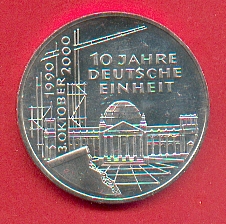 10 JAHRE
DEUTSCHE
EINHEIT
1990
3.OKTOBER 2000